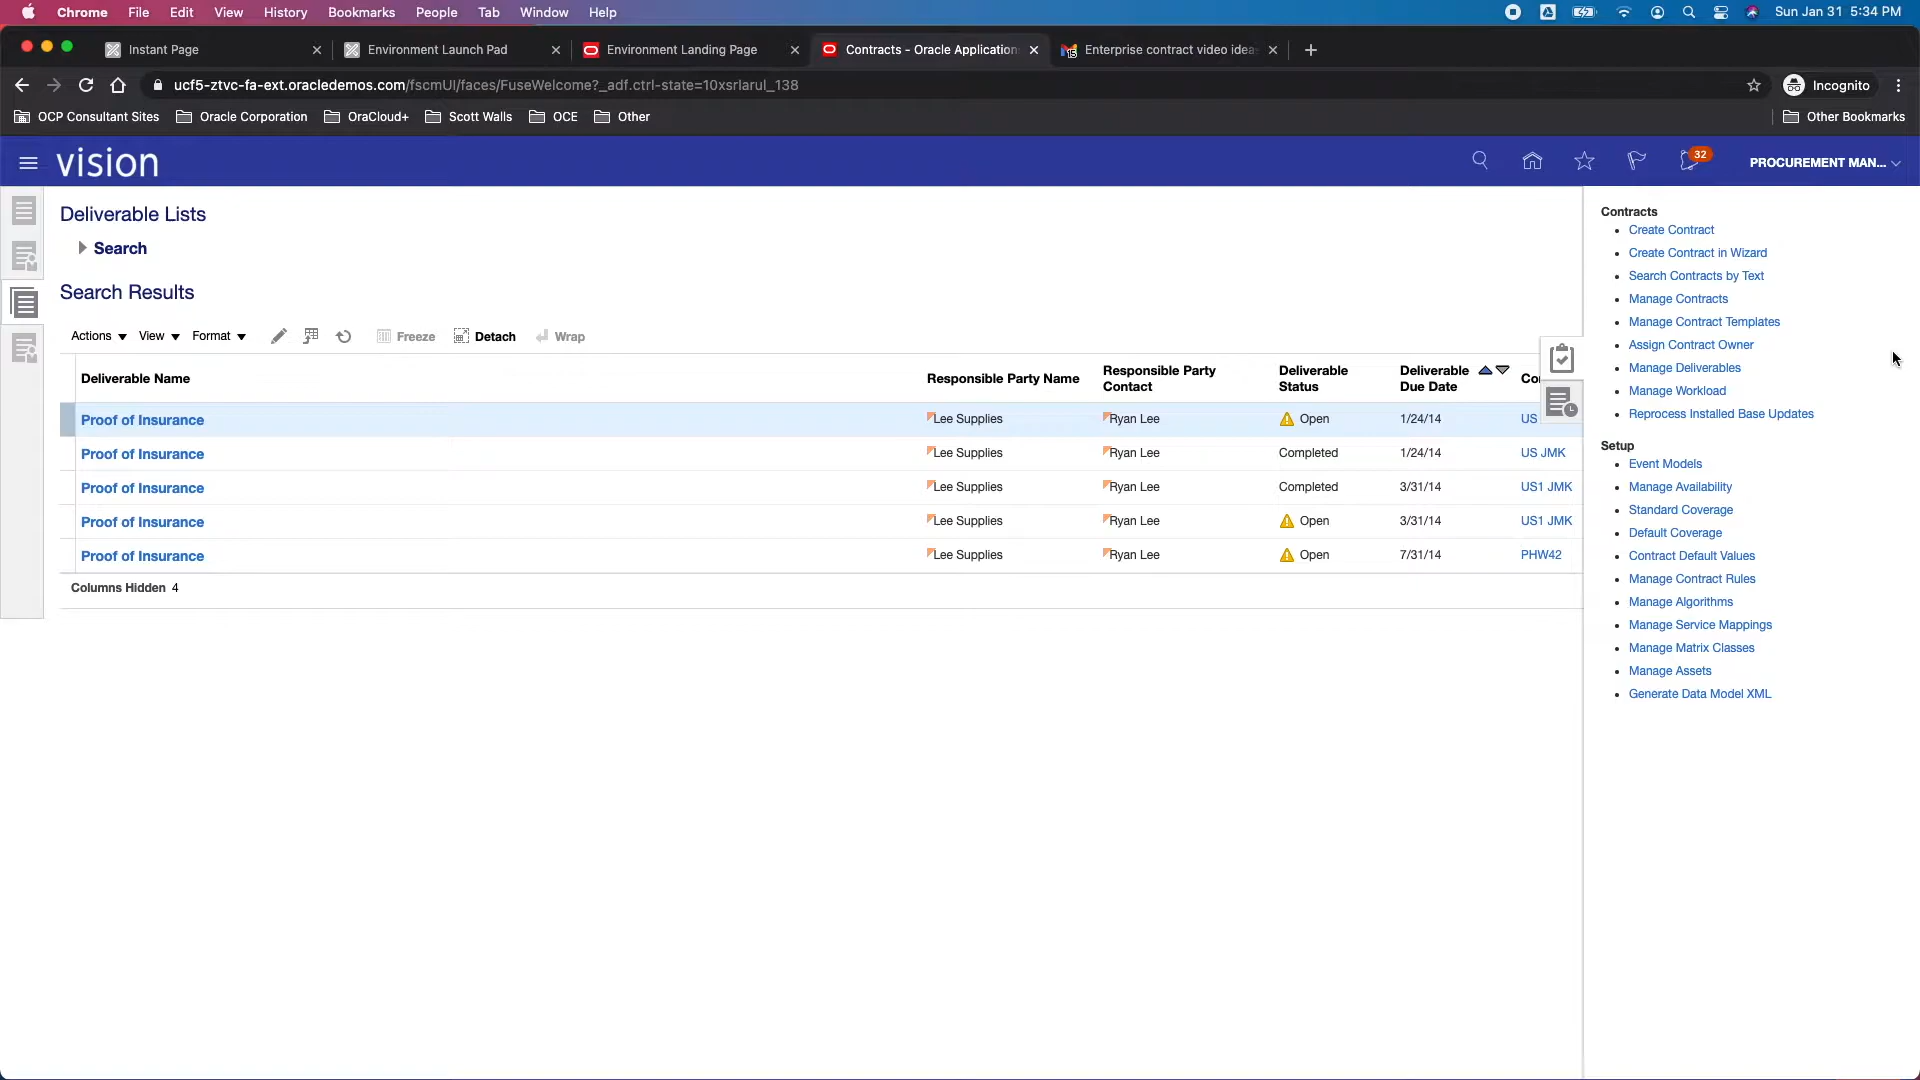 Chrome File Edit View History Bookmarks People Tab Window Help Sun Jan 31 5:34 PM
Instant Page Environment Launch Pad Environment Landing Page Contracts - Oracle Application Enterprise contract video idea
ucf5-ztvc-fa-ext.oracledemos.com/fscmUI/faces/FuseWelcome?_adf.ctrl-state=10xsrlarul_138 Incognito
OCP Consultant Sites Oracle Corporation OraCloud+ Scott Walls OCE Other Other Bookmarks
vision 32 PROCUREMENT MAN...
Deliverable Lists
Search
Search Results
Actions View Format Freeze Detach Wrap
Deliverable Name Responsible Party Name Responsible Party Contact Deliverable Status Deliverable Due Date Co
Proof of Insurance Lee Supplies Ryan Lee Open 1/24/14 US
Proof of Insurance Lee Supplies Ryan Lee Completed 1/24/14 US JMK
Proof of Insurance Lee Supplies Ryan Lee Completed 3/31/14 US1 JMK
Proof of Insurance Lee Supplies Ryan Lee Open 3/31/14 US1 JMK
Proof of Insurance Lee Supplies Ryan Lee Open 7/31/14 PHW42
Columns Hidden 4
Contracts
Create Contract
Create Contract in Wizard
Search Contracts by Text
Manage Contracts
Manage Contract Templates
Assign Contract Owner
Manage Deliverables
Manage Workload
Reprocess Installed Base Updates
Setup
Event Models
Manage Availability
Standard Coverage
Default Coverage
Contract Default Values
Manage Contract Rules
Manage Algorithms
Manage Service Mappings
Manage Matrix Classes
Manage Assets
Generate Data Model XML